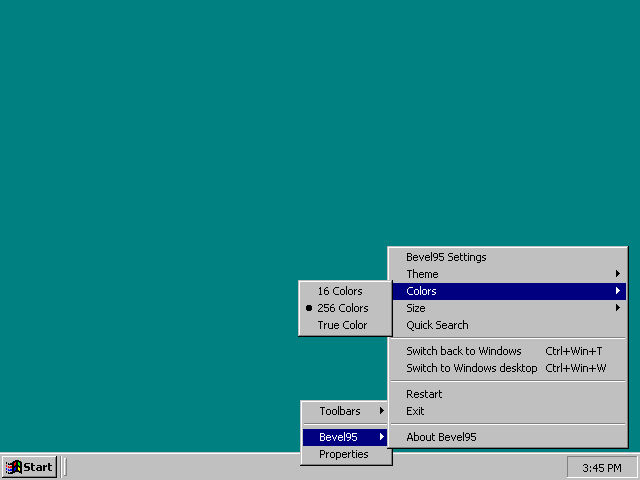 Bevel95 Settings
Theme
Colors
Size
Quick Search
Switch back to Windows Ctrl+Win+T
Switch to Windows desktop Ctrl+Win+W
Restart
Exit
About Bevel95
16 Colors
256 Colors
True Color
Toolbars
Bevel95
Properties
Start
3:45 PM